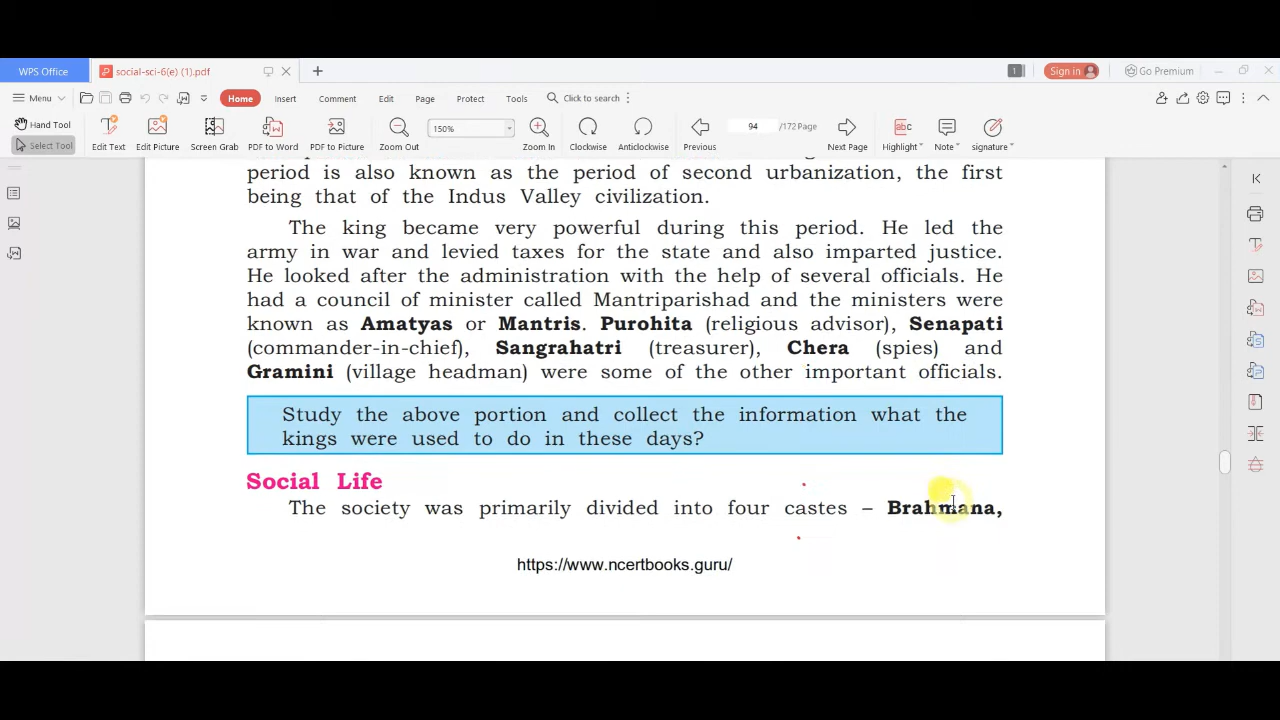 WPS Office
social-sci-6(e) (1).pdf
1
Sign in
Go Premium
Menu
Home
Insert
Comment
Edit
Page
Protect
Tools
Click to search
Hand Tool
Select Tool
Edit Text
Edit Picture
Screen Grab
PDF to Word
PDF to Picture
Zoom Out
150%
Zoom In
Clockwise
Anticlockwise
Previous
94
/172 Page
Next Page
Highlight
Note
signature
period is also known as the period of second urbanization, the first
being that of the Indus Valley civilization.
The king became very powerful during this period. He led the
army in war and levied taxes for the state and also imparted justice.
He looked after the administration with the help of several officials. He
had a council of minister called Mantriparishad and the ministers were
known as Amatyas or Mantris. Purohita (religious advisor), Senapati
(commander-in-chief), Sangrahatri (treasurer), Chera (spies) and
Gramini (village headman) were some of the other important officials.
Study the above portion and collect the information what the
kings were used to do in these days?
Social Life
The society was primarily divided into four castes – Brahmana,
https://www.ncertbooks.guru/